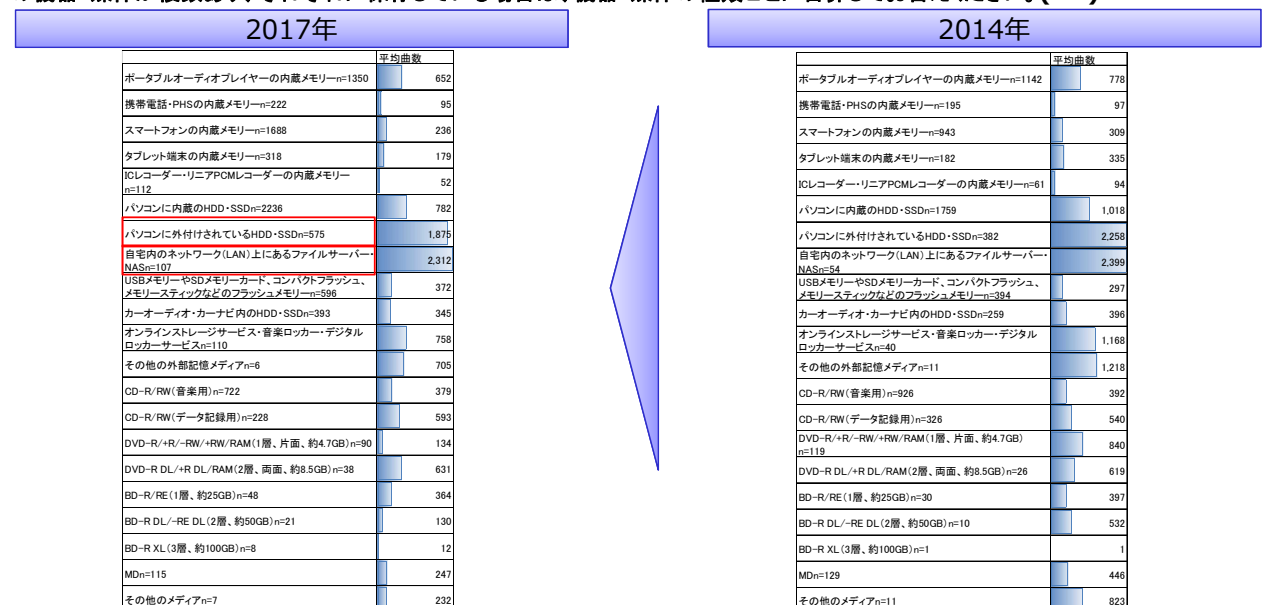 2017年
平均曲数
ポータブルオーディオプレイヤーの内蔵メモリーn=1350 652
携帯電話・PHSの内蔵メモリーn=222 95
スマートフォンの内蔵メモリーn=1688 236
タブレット端末の内蔵メモリーn=318 179
ICレコーダー・リニアPCMレコーダーの内蔵メモリー
n=112 52
パソコンに内蔵のHDD・SSDn=2236 782
パソコンに外付けされているHDD・SSDn=575 1,875
自宅内のネットワーク(LAN)上にあるファイルサーバー・
NASn=107 2,312
USBメモリーやSDメモリーカード、コンパクトフラッシュ、
メモリースティックなどのフラッシュメモリーn=596 372
カーオーディオ・カーナビ内のHDD・SSDn=393 345
オンラインストレージサービス・音楽ロッカー・デジタル
ロッカーサービスn=110 758
その他の外部記憶メディアn=6 705
CD-R/RW(音楽用)n=722 379
CD-R/RW(データ記録用)n=228 593
DVD-R/+R/-RW/+RW/RAM(1層、片面、約4.7GB)n=90 134
DVD-R DL/+R DL/RAM(2層、両面、約8.5GB)n=38 631
BD-R/RE(1層、約25GB)n=48 364
BD-R DL/-RE DL(2層、約50GB)n=21 130
BD-R XL(3層、約100GB)n=8 12
MDn=115 247
その他のメディアn=7 232
2014年
平均曲数
ポータブルオーディオプレイヤーの内蔵メモリーn=1142 778
携帯電話・PHSの内蔵メモリーn=195 97
スマートフォンの内蔵メモリーn=943 309
タブレット端末の内蔵メモリーn=182 335
ICレコーダー・リニアPCMレコーダーの内蔵メモリーn=61 94
パソコンに内蔵のHDD・SSDn=1759 1,018
パソコンに外付けされているHDD・SSDn=382 2,258
自宅内のネットワーク(LAN)上にあるファイルサーバー・
NASn=54 2,399
USBメモリーやSDメモリーカード、コンパクトフラッシュ、
メモリースティックなどのフラッシュメモリーn=394 297
カーオーディオ・カーナビ内のHDD・SSDn=259 396
オンラインストレージサービス・音楽ロッカー・デジタル
ロッカーサービスn=40 1,168
その他の外部記憶メディアn=11 1,218
CD-R/RW(音楽用)n=926 392
CD-R/RW(データ記録用)n=326 540
DVD-R/+R/-RW/+RW/RAM(1層、片面、約4.7GB)
n=119 840
DVD-R DL/+R DL/RAM(2層、両面、約8.5GB)n=26 619
BD-R/RE(1層、約25GB)n=30 397
BD-R DL/-RE DL(2層、約50GB)n=10 532
BD-R XL(3層、約100GB)n=1 1
MDn=129 446
その他のメディアn=11 823